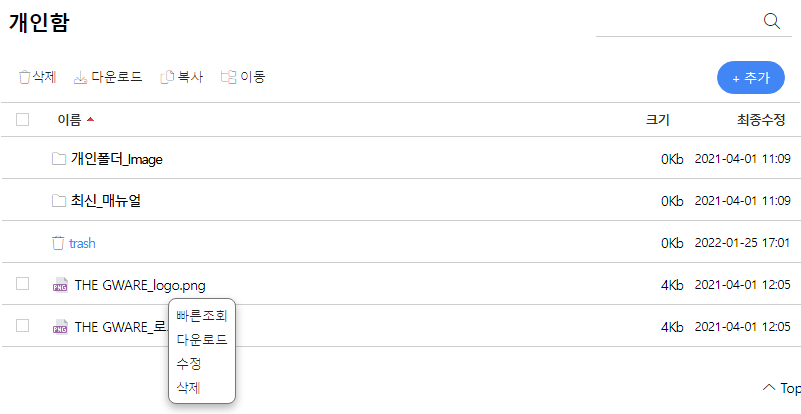 개인함
삭제 다운로드 복사 이동 + 추가
이름 크기 최종수정
개인폴더_Image 0Kb 2021-04-01 11:09
최신_매뉴얼 0Kb 2021-04-01 11:09
trash 0Kb 2022-01-25 17:01
PNG THE GWARE_logo.png 4Kb 2021-04-01 12:05
빠른조회
PNG THE GWARE_로 4Kb 2021-04-01 12:05
다운로드
수정
삭제
Top